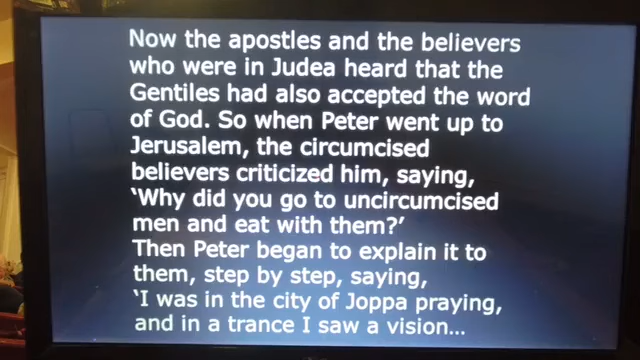 Now the apostles and the believers
who were in Judea heard that the
Gentiles had also accepted the word
of God. So when Peter went up to
Jerusalem, the circumcised
believers criticized him, saying,
‘Why did you go to uncircumcised
men and eat with them?’
Then Peter began to explain it to
them, step by step, saying,
‘I was in the city of Joppa praying,
and in a trance I saw a vision...